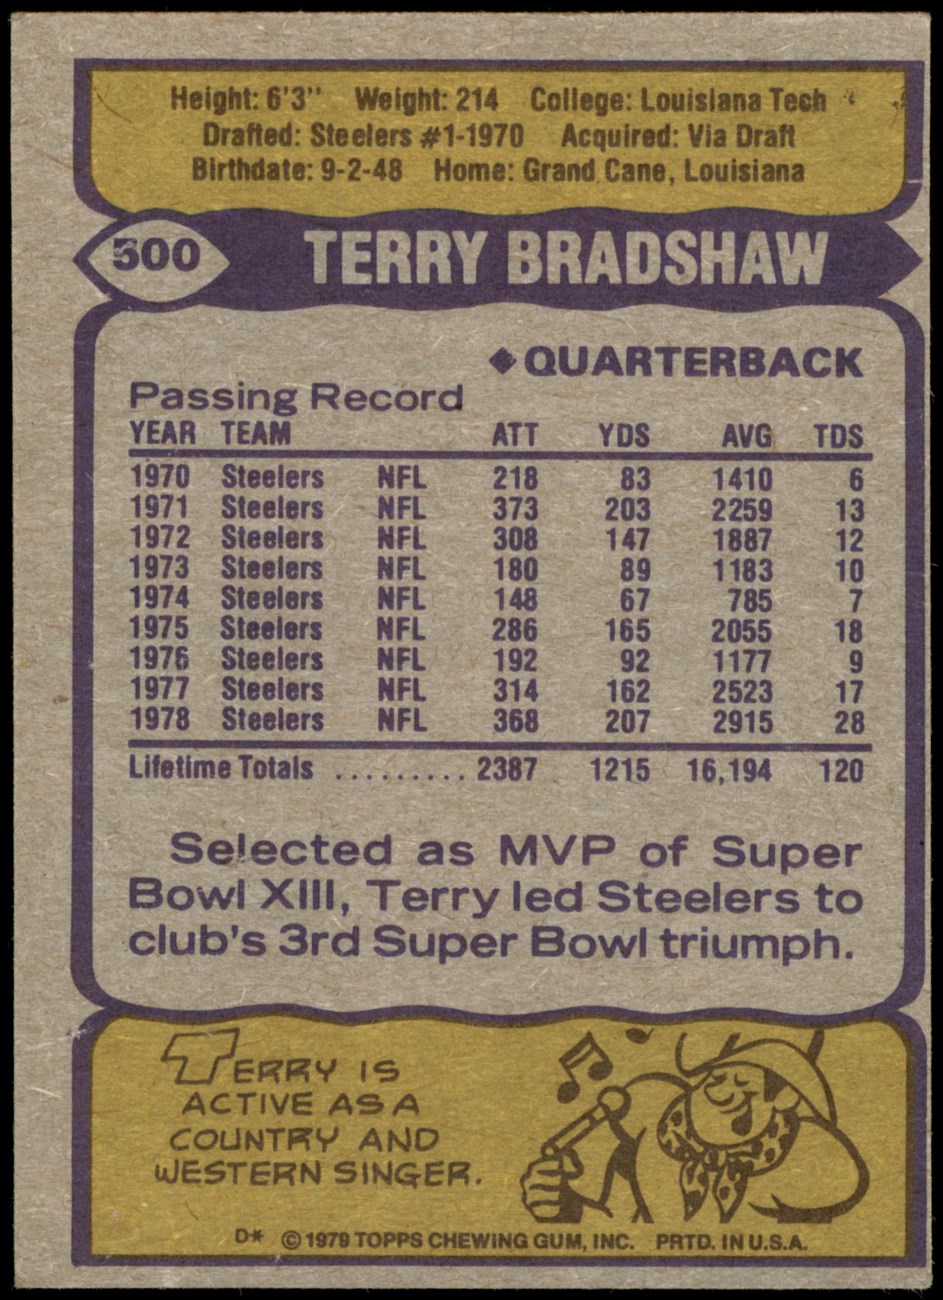 Height: 6'3" Weight: 214 College: Louisiana Tech
Drafted: Steelers #1-1970 Acquired: Via Draft
Birthdate: 9-2-48 Home: Grand Cane, Louisiana
500 TERRY BRADSHAW
◆QUARTERBACK
Passing Record
YEAR TEAM ATT YDS AVG TDS
1970 Steelers NFL 218 83 1410 6
1971 Steelers NFL 373 203 2259 13
1972 Steelers NFL 308 147 1887 12
1973 Steelers NFL 180 89 1183 10
1974 Steelers NFL 148 67 785 7
1975 Steelers NFL 286 165 2055 18
1976 Steelers NFL 192 92 1177 9
1977 Steelers NFL 314 162 2523 17
1978 Steelers NFL 368 207 2915 28
Lifetime Totals ......... 2387 1215 16,194 120
Selected as MVP of Super
Bowl XIII, Terry led Steelers to
club's 3rd Super Bowl triumph.
TERRY IS
ACTIVE AS A
COUNTRY AND
WESTERN SINGER.
D* © 1979 TOPPS CHEWING GUM, INC. PRTD. IN U.S.A.